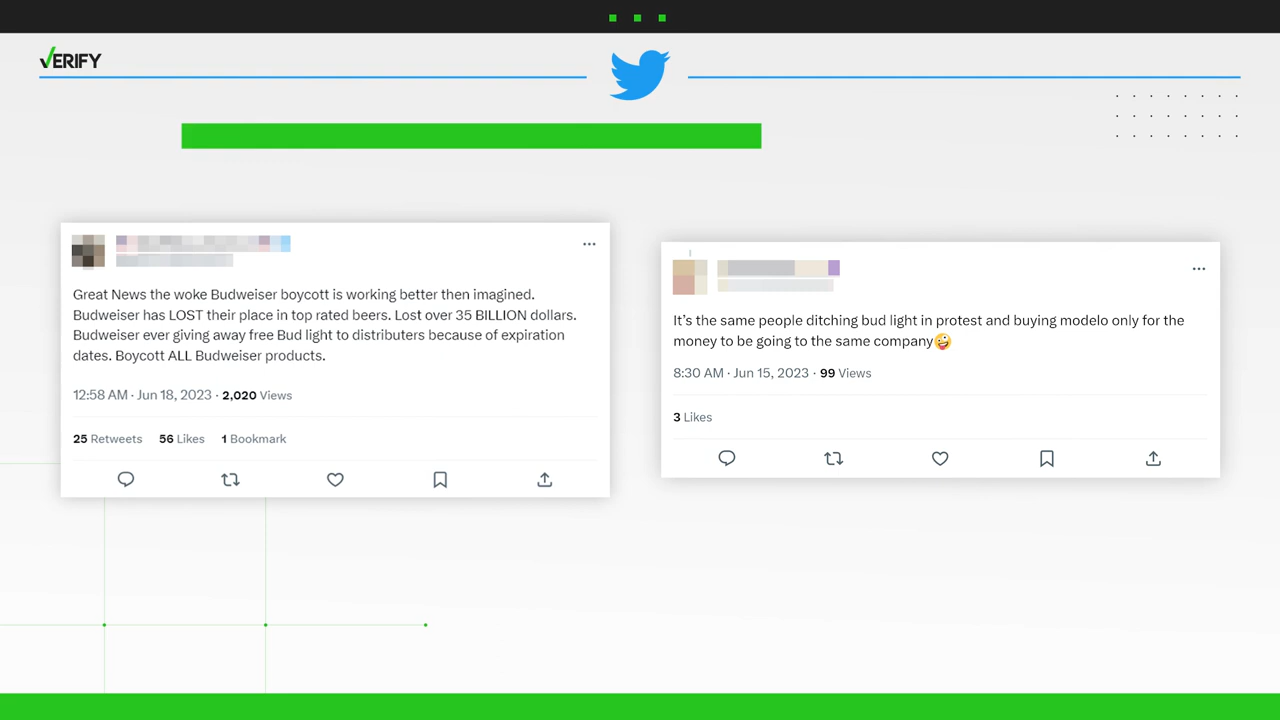 VERIFY
Great News the woke Budweiser boycott is working better then imagined.
Budweiser has LOST their place in top rated beers. Lost over 35 BILLION dollars.
Budweiser ever giving away free Bud light to distributers because of expiration
dates. Boycott ALL Budweiser products.
12:58 AM · Jun 18, 2023 · 2,020 Views
25 Retweets 56 Likes 1 Bookmark
It's the same people ditching bud light in protest and buying modelo only for the
money to be going to the same company🤪
8:30 AM · Jun 15, 2023 · 99 Views
3 Likes